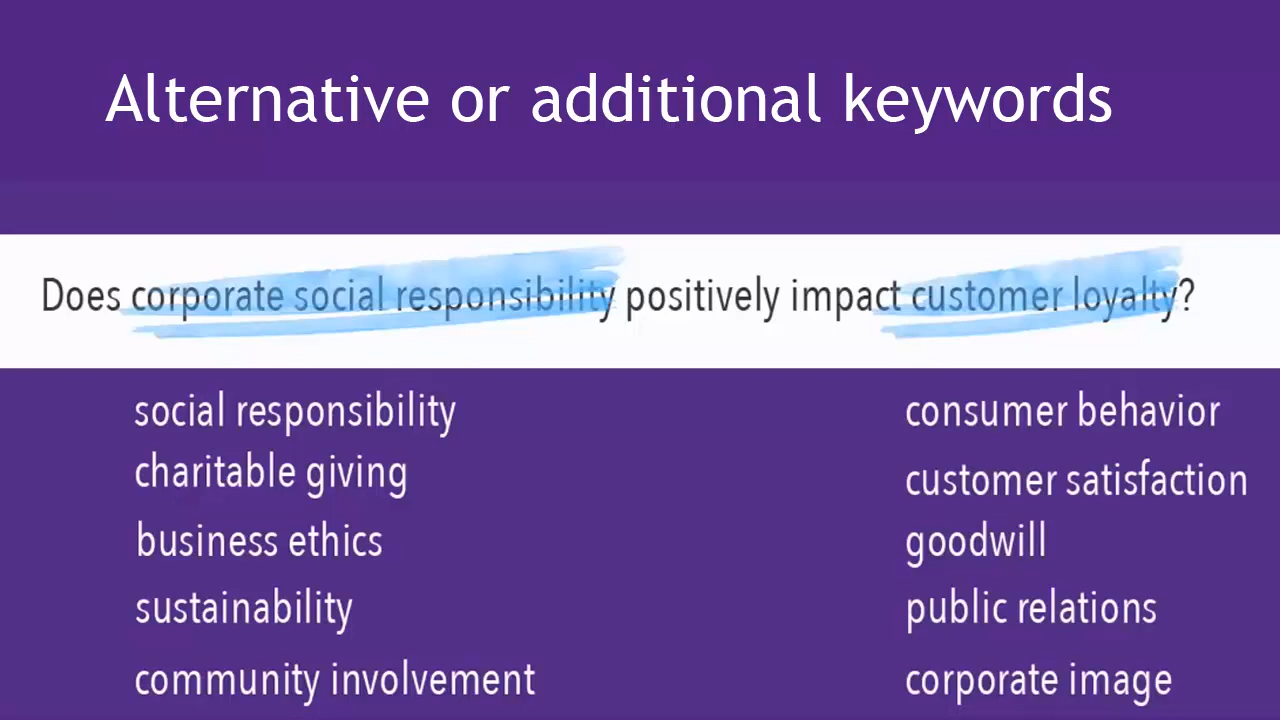 Alternative or additional keywords
Does corporate social responsibility positively impact customer loyalty?
social responsibility
charitable giving
business ethics
sustainability
community involvement
consumer behavior
customer satisfaction
goodwill
public relations
corporate image